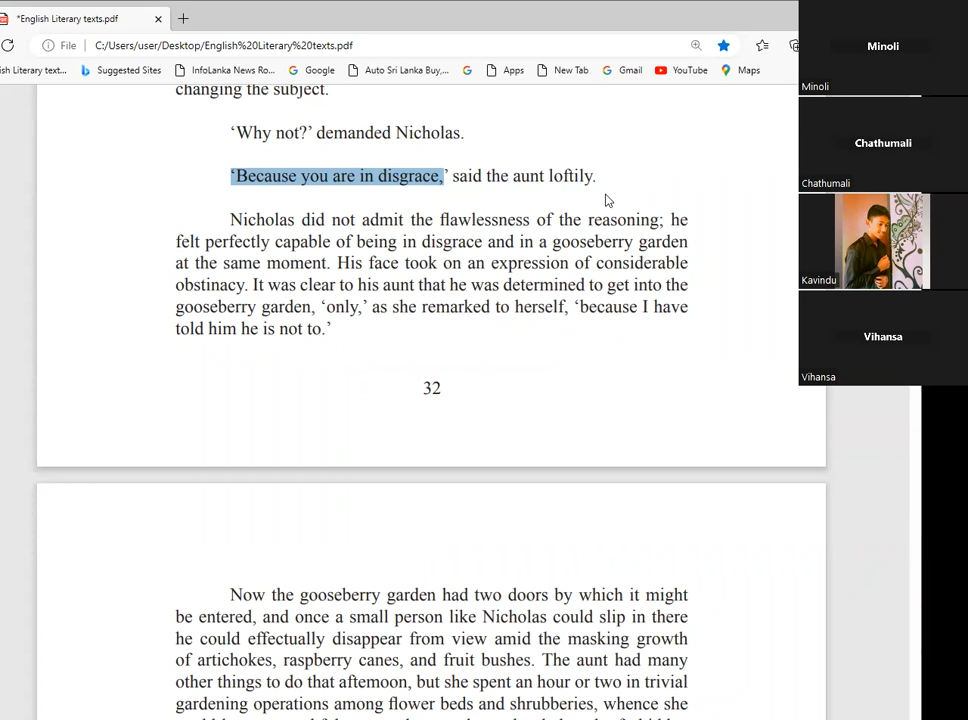 *English Literary texts.pdf
File
C:/Users/user/Desktop/English%20Literary%20texts.pdf
ish Literary text...
Suggested Sites
InfoLanka News Ro...
Google
Auto Sri Lanka Buy,...
Apps
New Tab
Gmail
YouTube
Maps
changing the subject.
‘Why not?’ demanded Nicholas.
‘Because you are in disgrace,’ said the aunt loftily.
Nicholas did not admit the flawlessness of the reasoning; he
felt perfectly capable of being in disgrace and in a gooseberry garden
at the same moment. His face took on an expression of considerable
obstinacy. It was clear to his aunt that he was determined to get into the
gooseberry garden, ‘only,’ as she remarked to herself, ‘because I have
told him he is not to.’
32
Now the gooseberry garden had two doors by which it might
be entered, and once a small person like Nicholas could slip in there
he could effectually disappear from view amid the masking growth
of artichokes, raspberry canes, and fruit bushes. The aunt had many
other things to do that afternoon, but she spent an hour or two in trivial
gardening operations among flower beds and shrubberies, whence she
Minoli
Minoli
Chathumali
Chathumali
Kavindu
Vihansa
Vihansa